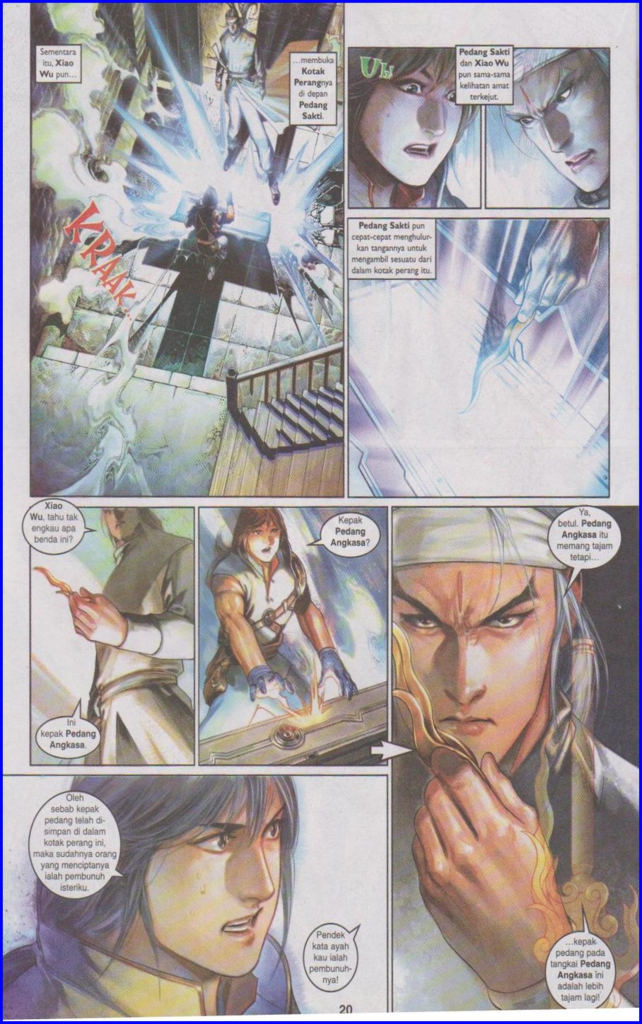 Sementara
itu, Xiao
Wu pun...
...membuka
Kotak
Perangnya
di depan
Pedang
Sakti.
KRAAK...
Uh!
Pedang Sakti
dan Xiao Wu
pun sama-sama
kelihatan amat
terkejut.
Pedang Sakti pun
cepat-cepat menghulur-
kan tangannya untuk
mengambil sesuatu dari
dalam kotak perang itu.
Xiao
Wu, tahu tak
engkau apa
benda ini?
Ini
kepak Pedang
Angkasa.
Kepak
Pedang
Angkasa?
Ya,
betul. Pedang
Angkasa itu
memang tajam
tetapi...
...kepak
pedang pada
tangkai Pedang
Angkasa ini
adalah lebih
tajam lagi!
Oleh
sebab kepak
pedang telah di-
simpan di dalam
kotak perang ini,
maka sudahnya orang
yang menciptanya
ialah pembunuh
isteriku.
Pendek
kata ayah
kau ialah
pembunuh-
nya!
20